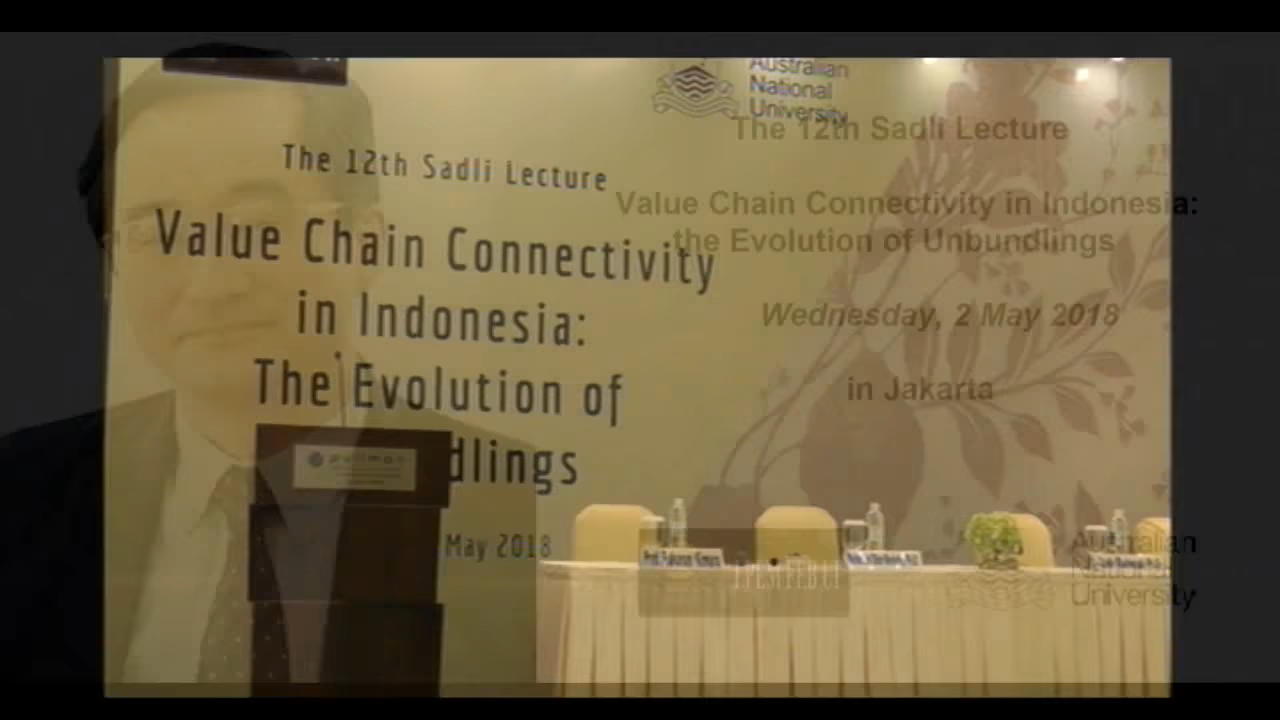 Australian
National
University
The 12th Sadli Lecture
Value Chain Connectivity
in Indonesia:
The Evolution of
dlings
May 2018
The 12th Sadli Lecture
Value Chain Connectivity in Indonesia:
the Evolution of Unbundlings
Wednesday, 2 May 2018
in Jakarta
Australian
National
University